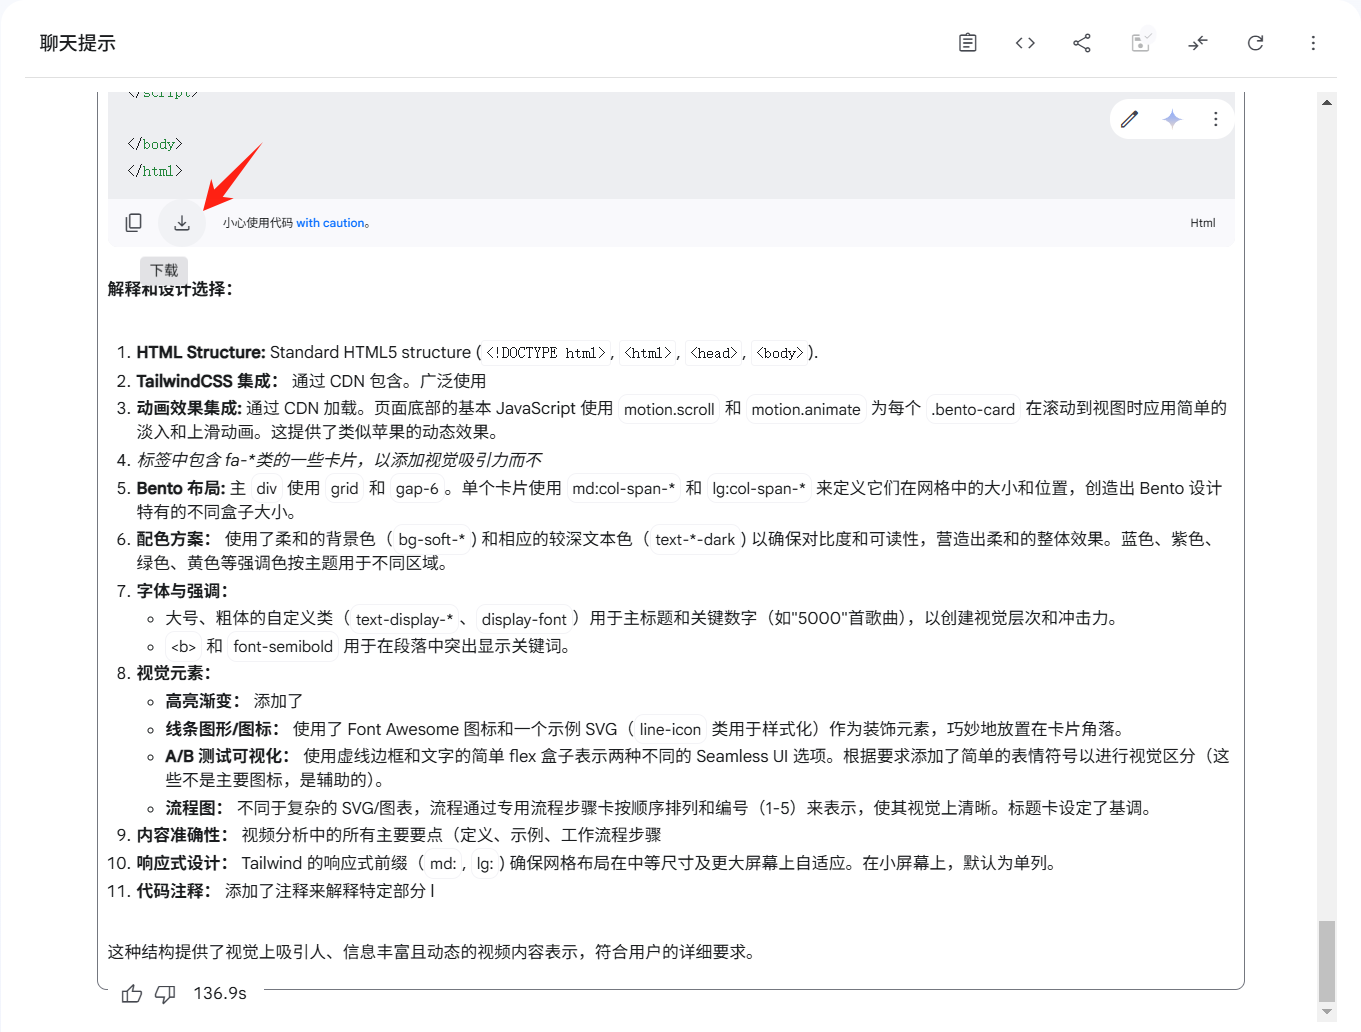 聊天提示
</script>
</body>
</html>
小心使用代码 with caution。
Html
下载
解释和设计选择：
1. HTML Structure: Standard HTML5 structure ( <!DOCTYPE html> , <html> , <head> , <body> ).
2. TailwindCSS 集成： 通过 CDN 包含。广泛使用
3. 动画效果集成: 通过 CDN 加载。页面底部的基本 JavaScript 使用 motion.scroll 和 motion.animate 为每个 .bento-card 在滚动到视图时应用简单的
淡入和上滑动画。这提供了类似苹果的动态效果。
4. 标签中包含 fa-*类的一些卡片，以添加视觉吸引力而不
5. Bento 布局: 主 div 使用 grid 和 gap-6 。单个卡片使用 md:col-span-* 和 lg:col-span-* 来定义它们在网格中的大小和位置，创造出 Bento 设计
特有的不同盒子大小。
6. 配色方案： 使用了柔和的背景色（ bg-soft-* ) 和相应的较深文本色（ text-*-dark ) 以确保对比度和可读性，营造出柔和的整体效果。蓝色、紫色、
绿色、黄色等强调色按主题用于不同区域。
7. 字体与强调：
◦ 大号、粗体的自定义类（ text-display-* 、 display-font ）用于主标题和关键数字（如"5000"首歌曲），以创建视觉层次和冲击力。
◦ <b> 和 font-semibold 用于在段落中突出显示关键词。
8. 视觉元素：
◦ 高亮渐变： 添加了
◦ 线条图形/图标： 使用了 Font Awesome 图标和一个示例 SVG（ line-icon 类用于样式化）作为装饰元素，巧妙地放置在卡片角落。
◦ A/B 测试可视化： 使用虚线边框和文字的简单 flex 盒子表示两种不同的 Seamless UI 选项。根据要求添加了简单的表情符号以进行视觉区分（这
些不是主要图标，是辅助的）。
◦ 流程图： 不同于复杂的 SVG/图表，流程通过专用流程步骤卡按顺序排列和编号（1-5）来表示，使其视觉上清晰。标题卡设定了基调。
9. 内容准确性： 视频分析中的所有主要要点（定义、示例、工作流程步骤
10. 响应式设计： Tailwind 的响应式前缀（ md: , lg: ) 确保网格布局在中等尺寸及更大屏幕上自适应。在小屏幕上，默认为单列。
11. 代码注释： 添加了注释来解释特定部分 l
这种结构提供了视觉上吸引人、信息丰富且动态的视频内容表示，符合用户的详细要求。
136.9s